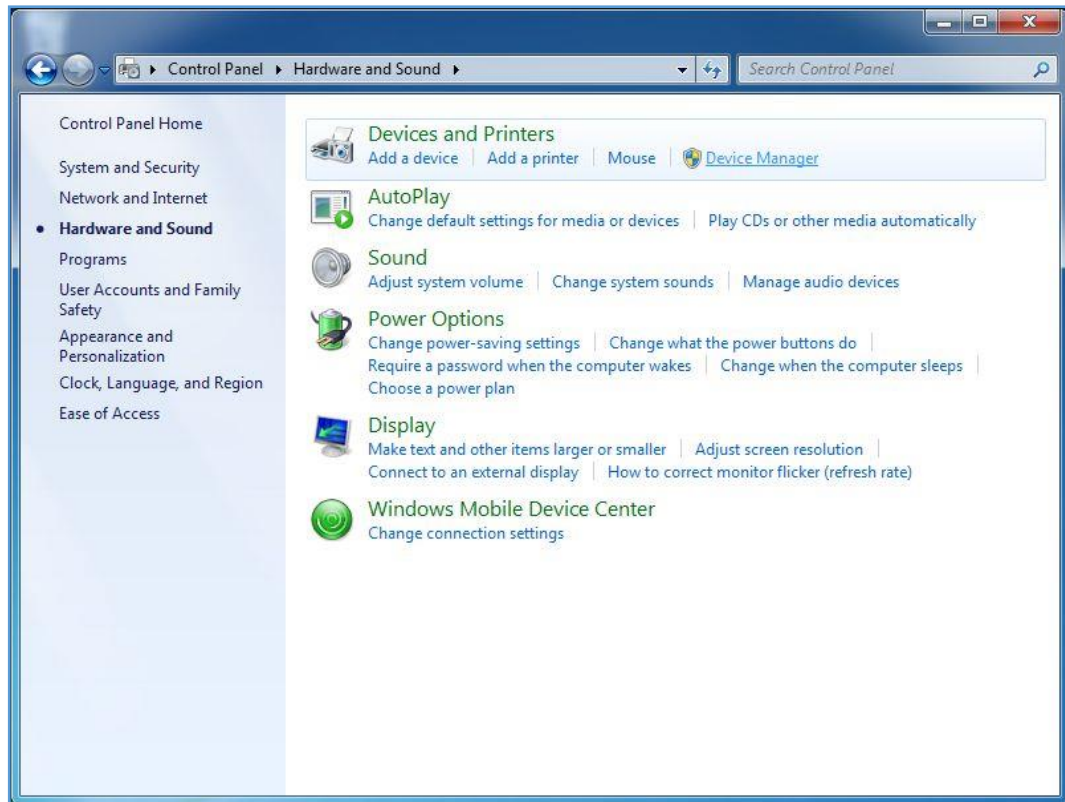 Control Panel Hardware and Sound
Search Control Panel
Control Panel Home
System and Security
Network and Internet
Hardware and Sound
Programs
User Accounts and Family
Safety
Appearance and
Personalization
Clock, Language, and Region
Ease of Access
Devices and Printers
Add a device Add a printer Mouse Device Manager
AutoPlay
Change default settings for media or devices Play CDs or other media automatically
Sound
Adjust system volume Change system sounds Manage audio devices
Power Options
Change power-saving settings Change what the power buttons do
Require a password when the computer wakes Change when the computer sleeps
Choose a power plan
Display
Make text and other items larger or smaller Adjust screen resolution
Connect to an external display How to correct monitor flicker (refresh rate)
Windows Mobile Device Center
Change connection settings